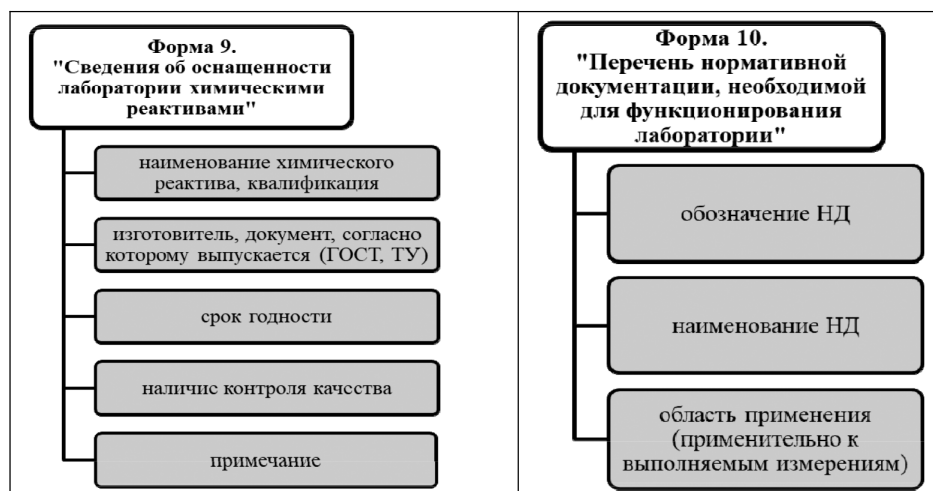 Форма 9.
"Сведения об оснащенности
лаборатории химическими
реактивами"
наименование химического
реактива, квалификация
изготовитель, документ, согласно
которому выпускается (ГОСТ, ТУ)
срок годности
наличие контроля качества
примечание
Форма 10.
"Перечень нормативной
документации, необходимой
для функционирования
лаборатории"
обозначение НД
наименование НД
область применения
(применительно к
выполняемым измерениям)